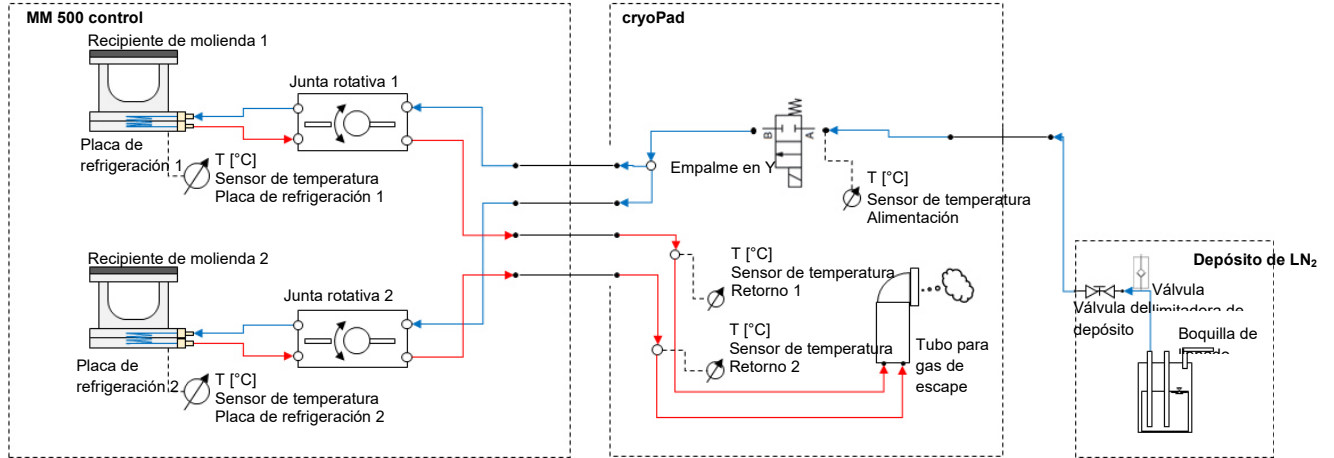 MM 500 control
Recipiente de molienda 1
Junta rotativa 1
Placa de
refrigeración 1
T [°C]
Sensor de temperatura
Placa de refrigeración 1
Recipiente de molienda 2
Junta rotativa 2
Placa de
refrigeración 2
T [°C]
Sensor de temperatura
Placa de refrigeración 2
cryoPad
Empalme en Y
B
A
T [°C]
Sensor de temperatura
Alimentación
T [°C]
Sensor de temperatura
Retorno 1
T [°C]
Sensor de temperatura
Retorno 2
Tubo para
gas de
escape
Depósito de LN₂
Válvula
limitadora de
Válvula del
depósito
Boquilla de